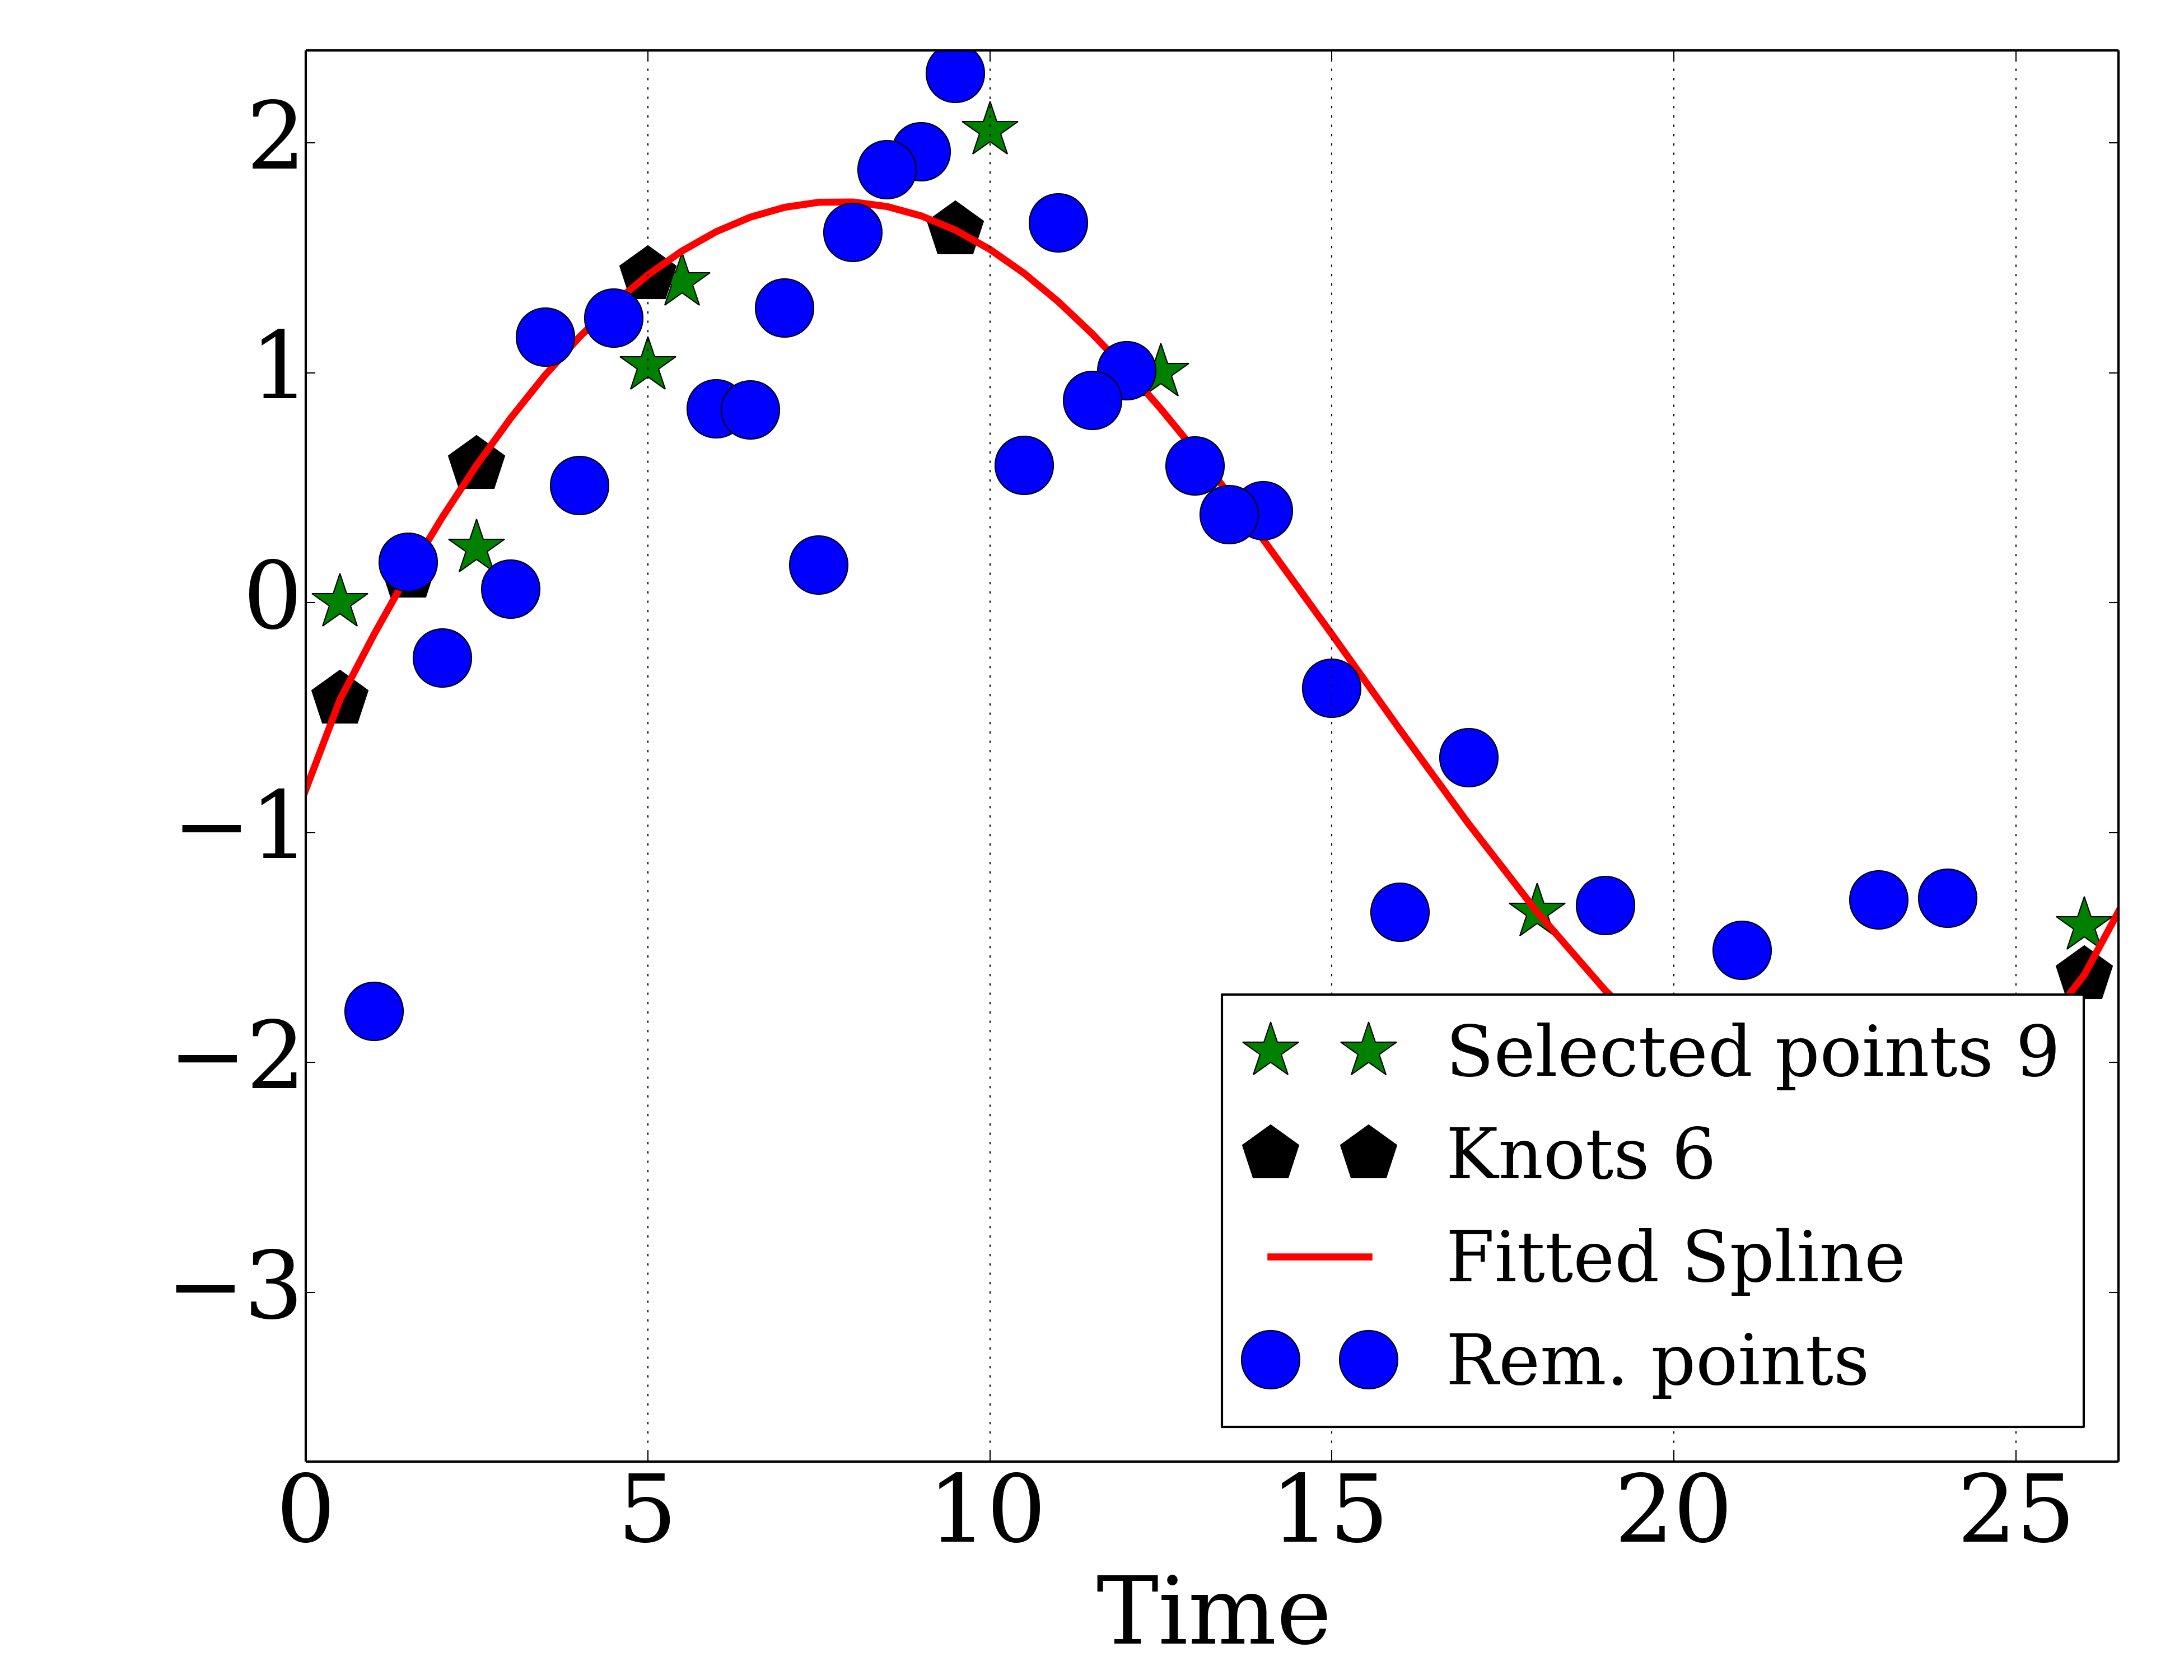 2
1
0
−1
−2
−3
0 5 10 15 20 25
Time
Selected points 9
Knots 6
Fitted Spline
Rem. points